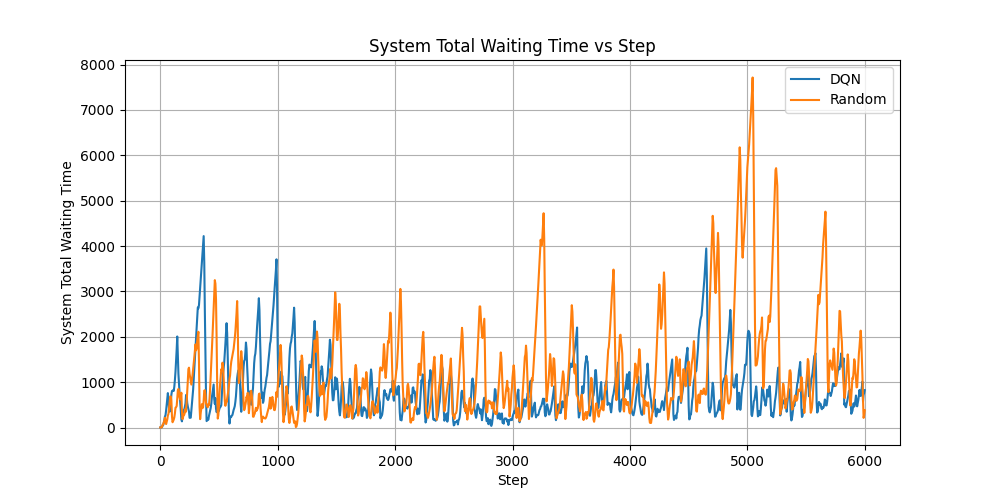 System Total Waiting Time vs Step
DQN
Random
System Total Waiting Time
8000
7000
6000
5000
4000
3000
2000
1000
0
0 1000 2000 3000 4000 5000 6000
Step